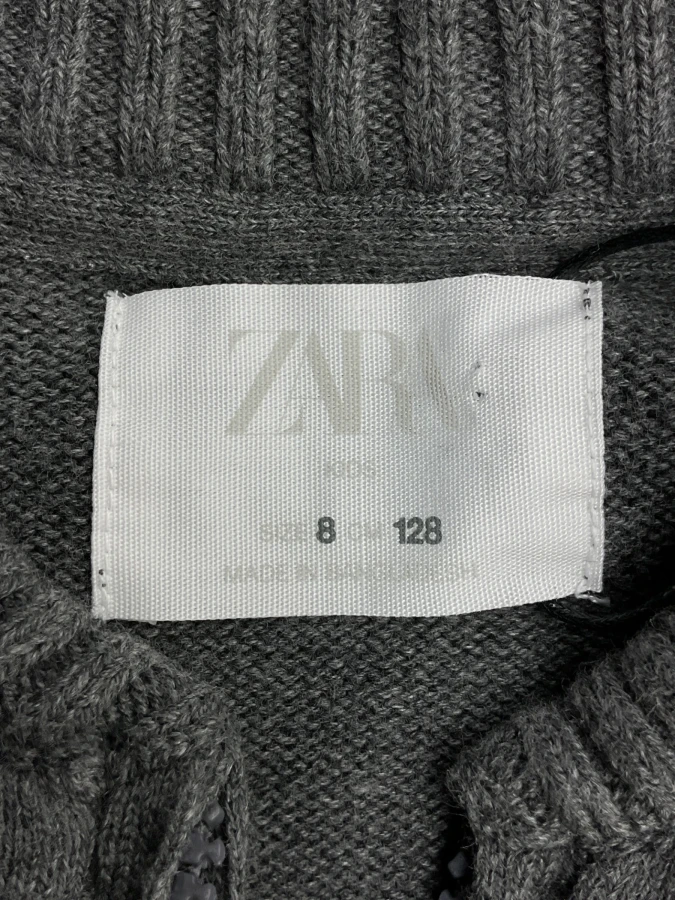 ZARA
KIDS
SIZE 8 CM 128
MADE IN BANGLADESH